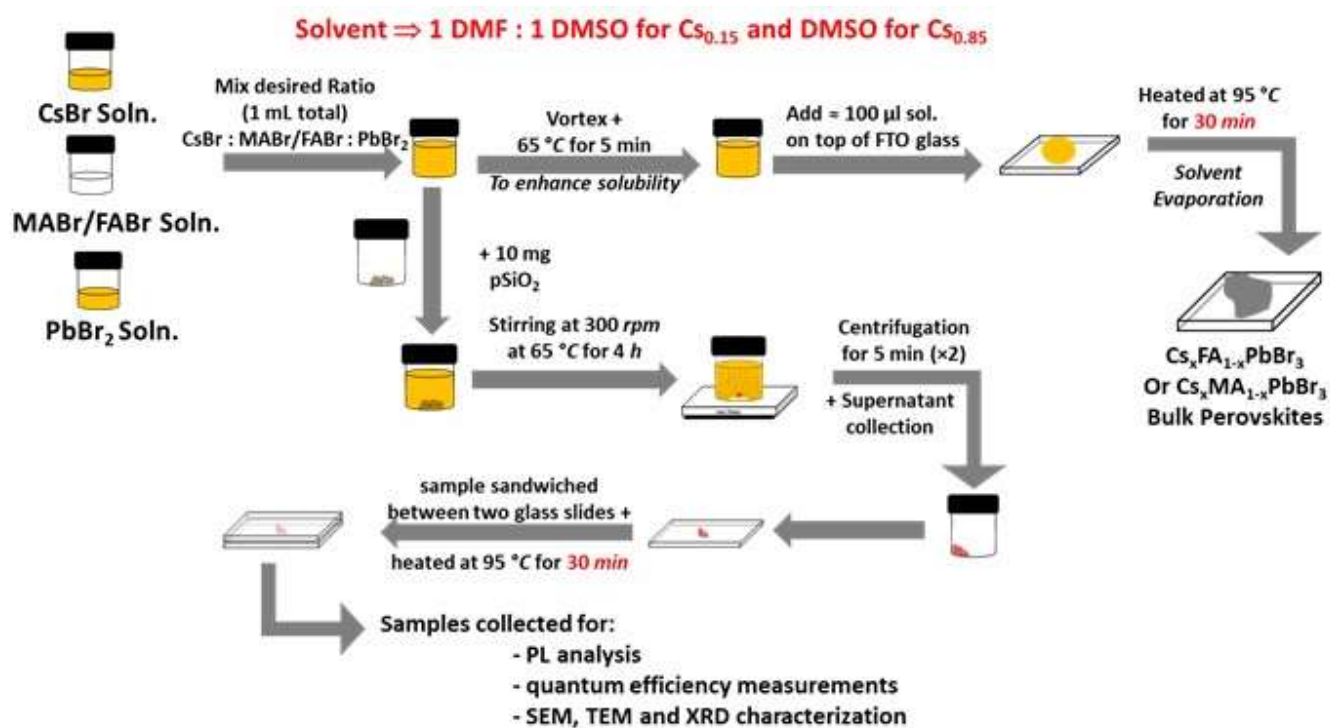 Solvent ⇒ 1 DMF : 1 DMSO for Cs0.15 and DMSO for Cs0.85
CsBr Soln.
MABr/FABr Soln.
PbBr2 Soln.
Mix desired Ratio
(1 mL total)
CsBr : MABr/FABr : PbBr2
Vortex +
65 °C for 5 min
To enhance solubility
Add ≈ 100 µl sol.
on top of FTO glass
Heated at 95 °C
for 30 min
Solvent
Evaporation
CsxFA1-xPbBr3
Or CsxMA1-xPbBr3
Bulk Perovskites
+ 10 mg
pSiO2
Stirring at 300 rpm
at 65 °C for 4 h
Centrifugation
for 5 min (×2)
+ Supernatant
collection
sample sandwiched
between two glass slides +
heated at 95 °C for 30 min
Samples collected for:
- PL analysis
- quantum efficiency measurements
- SEM, TEM and XRD characterization